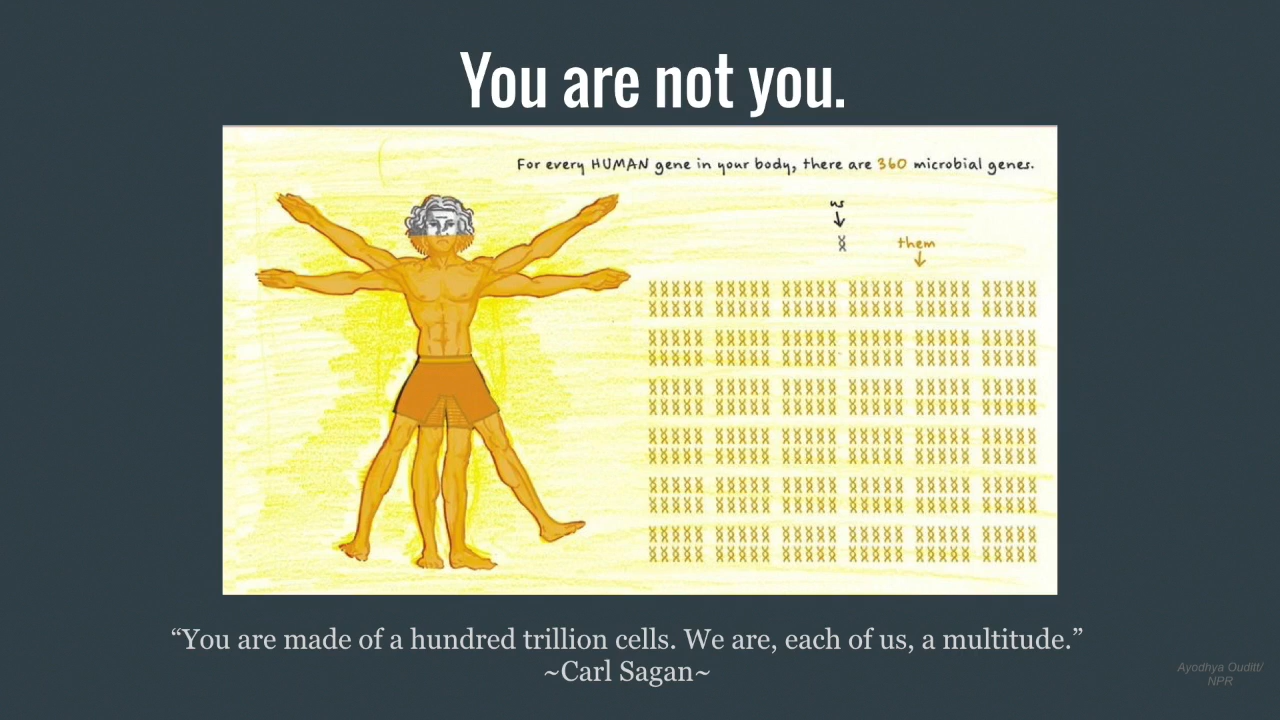 You are not you.
For every HUMAN gene in your body, there are 360 microbial genes.
us
them
“You are made of a hundred trillion cells. We are, each of us, a multitude.”
~Carl Sagan~
Ayodhya Ouditt/
NPR